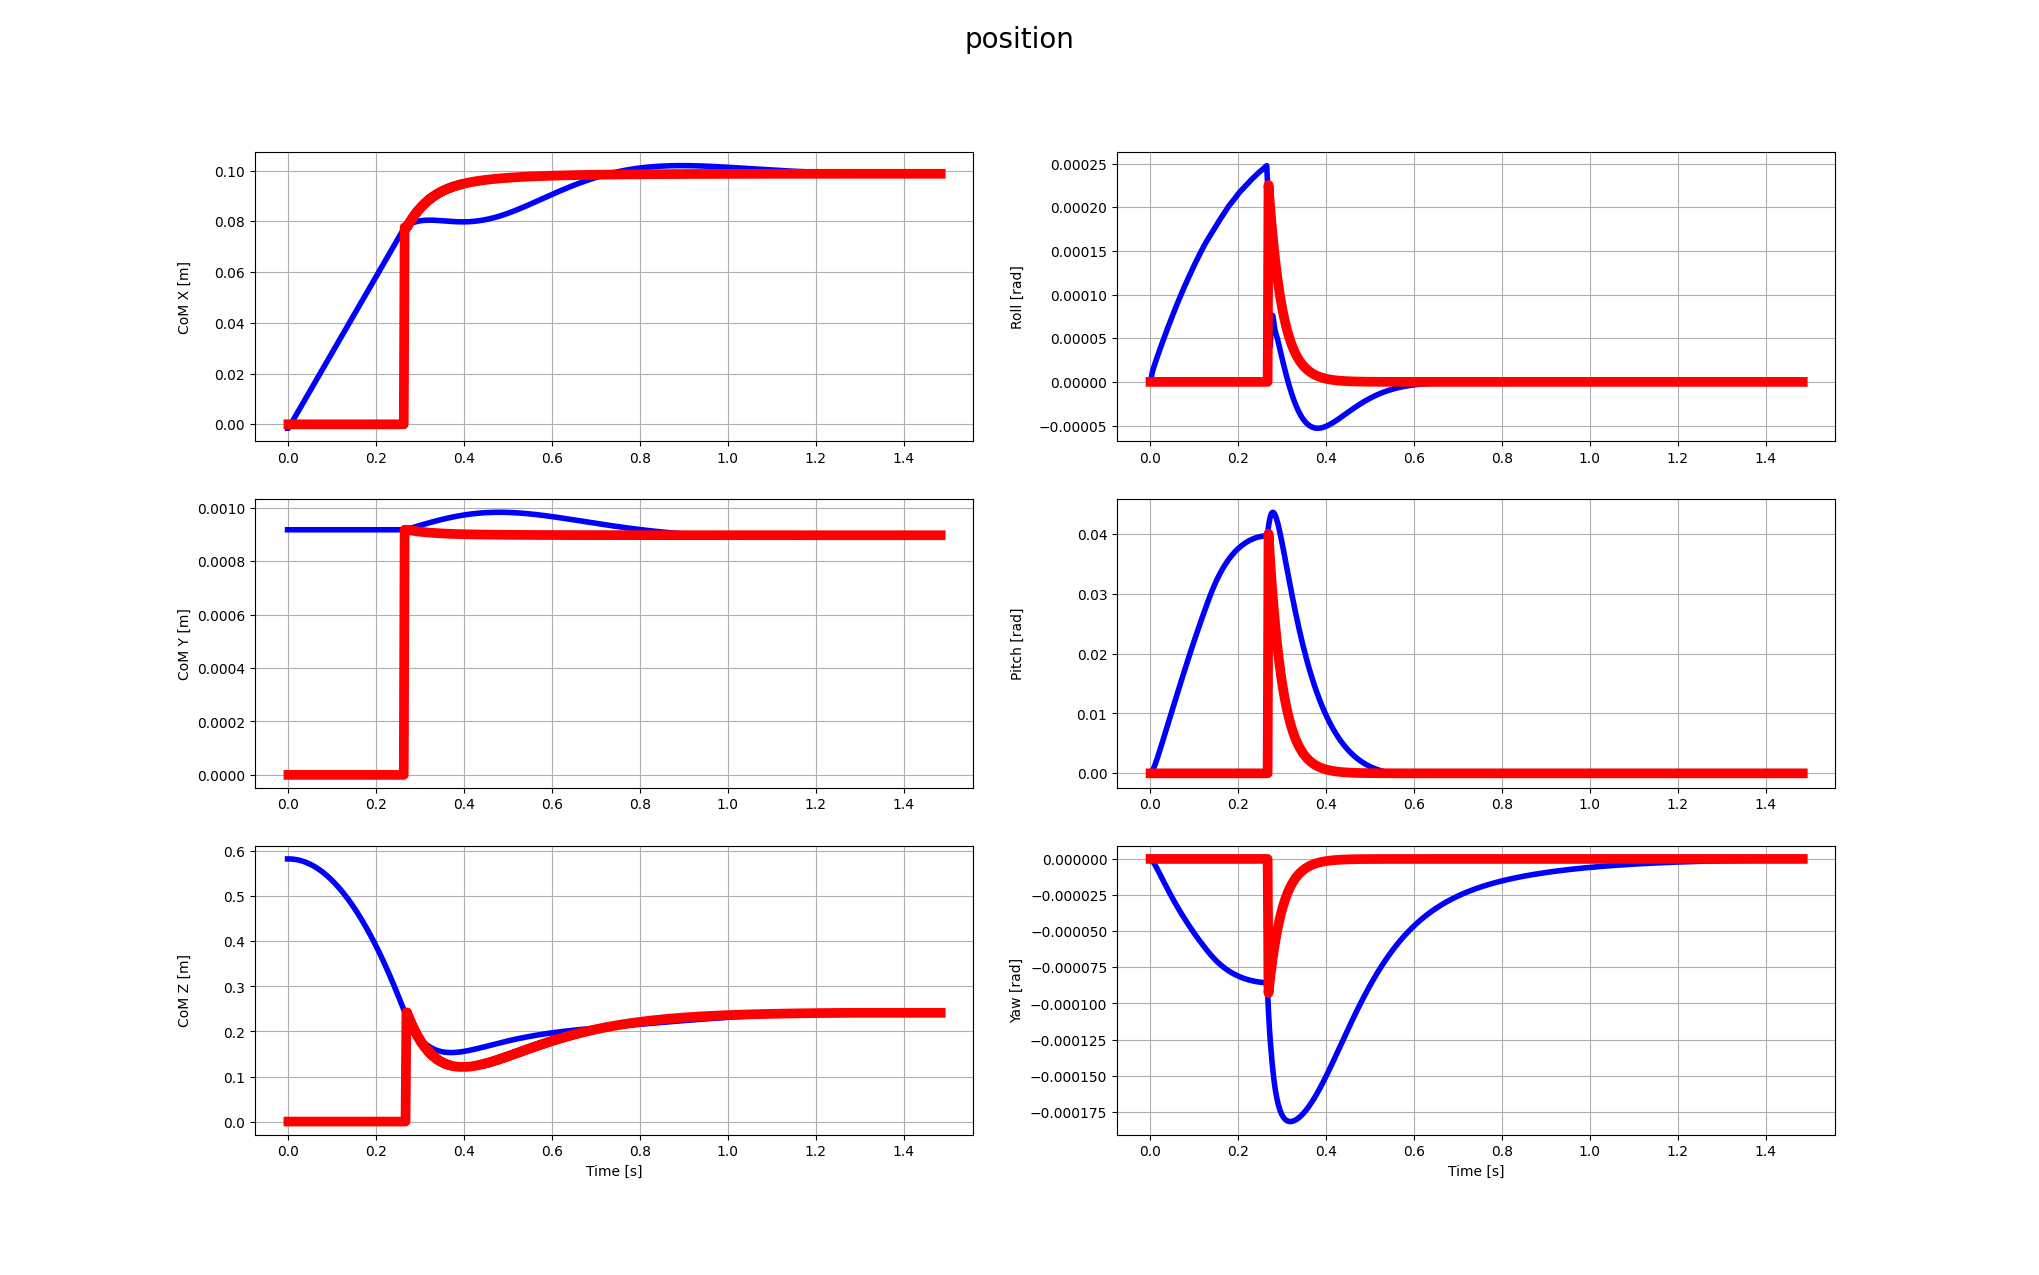 position
CoM X [m]
0.10
0.08
0.06
0.04
0.02
0.00
0.0 0.2 0.4 0.6 0.8 1.0 1.2 1.4
Roll [rad]
0.00025
0.00020
0.00015
0.00010
0.00005
0.00000
−0.00005
0.0 0.2 0.4 0.6 0.8 1.0 1.2 1.4
CoM Y [m]
0.0010
0.0008
0.0006
0.0004
0.0002
0.0000
0.0 0.2 0.4 0.6 0.8 1.0 1.2 1.4
Pitch [rad]
0.04
0.03
0.02
0.01
0.00
0.0 0.2 0.4 0.6 0.8 1.0 1.2 1.4
CoM Z [m]
0.6
0.5
0.4
0.3
0.2
0.1
0.0
0.0 0.2 0.4 0.6 0.8 1.0 1.2 1.4
Time [s]
Yaw [rad]
0.000000
−0.000025
−0.000050
−0.000075
−0.000100
−0.000125
−0.000150
−0.000175
0.0 0.2 0.4 0.6 0.8 1.0 1.2 1.4
Time [s]